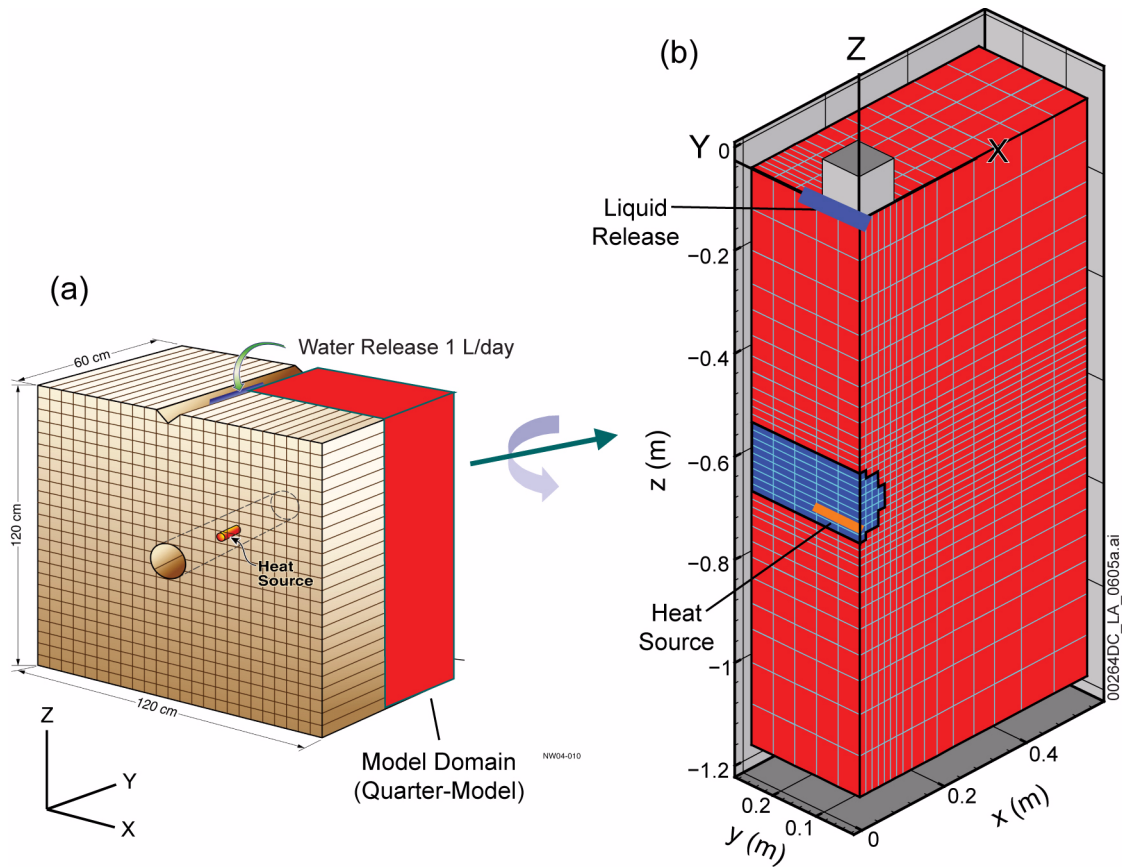 (a)
60 cm
Water Release 1 L/day
120 cm
Heat
Source
120 cm
Z
Y
X
Model Domain
(Quarter-Model)
NW04-010
(b)
Z
Y
X
Liquid
Release
Heat
Source
0
−0.2
−0.4
−0.6
−0.8
−1
−1.2
z (m)
0.2
0.1
y (m)
0
0.2
0.4
x (m)
00264DC_LA_0605a.ai